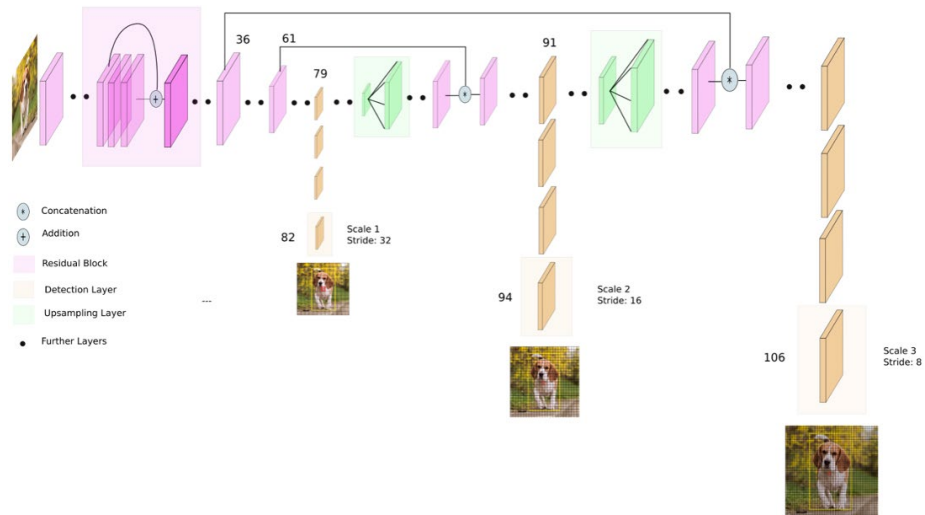 36
61
79
91
82
Scale 1
Stride: 32
94
Scale 2
Stride: 16
106
Scale 3
Stride: 8
Concatenation
Addition
Residual Block
Detection Layer
Upsampling Layer
Further Layers
---